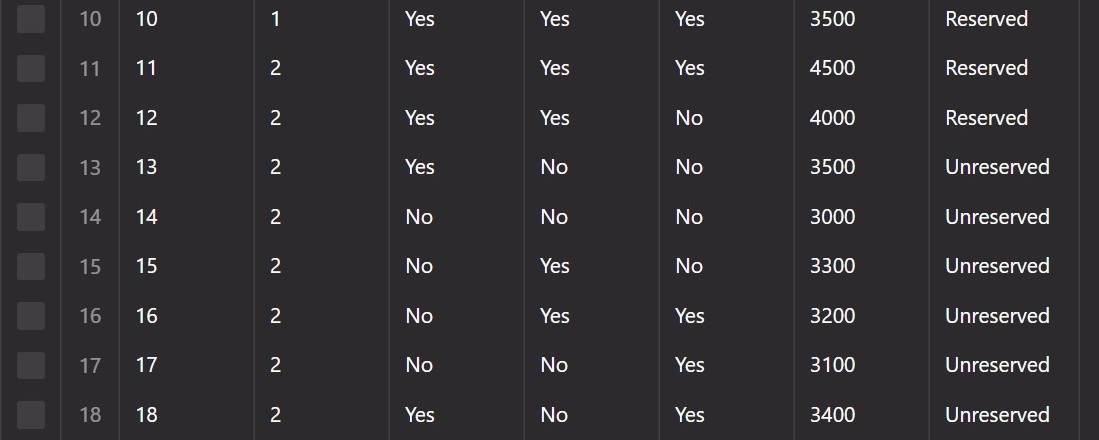 10 10 1 Yes Yes Yes 3500 Reserved
11 11 2 Yes Yes Yes 4500 Reserved
12 12 2 Yes Yes No 4000 Reserved
13 13 2 Yes No No 3500 Unreserved
14 14 2 No No No 3000 Unreserved
15 15 2 No Yes No 3300 Unreserved
16 16 2 No Yes Yes 3200 Unreserved
17 17 2 No No Yes 3100 Unreserved
18 18 2 Yes No Yes 3400 Unreserved